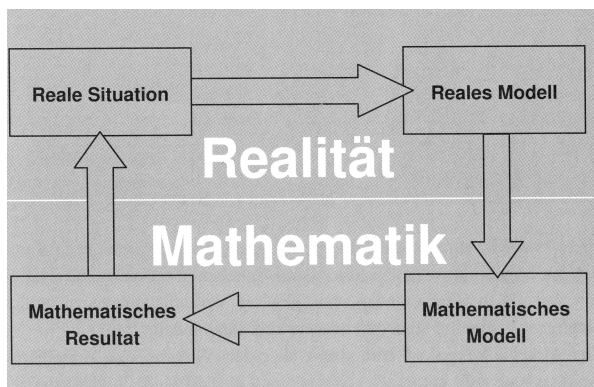 Reale Situation
Reales Modell
Realität
Mathematik
Mathematisches
Resultat
Mathematisches
Modell